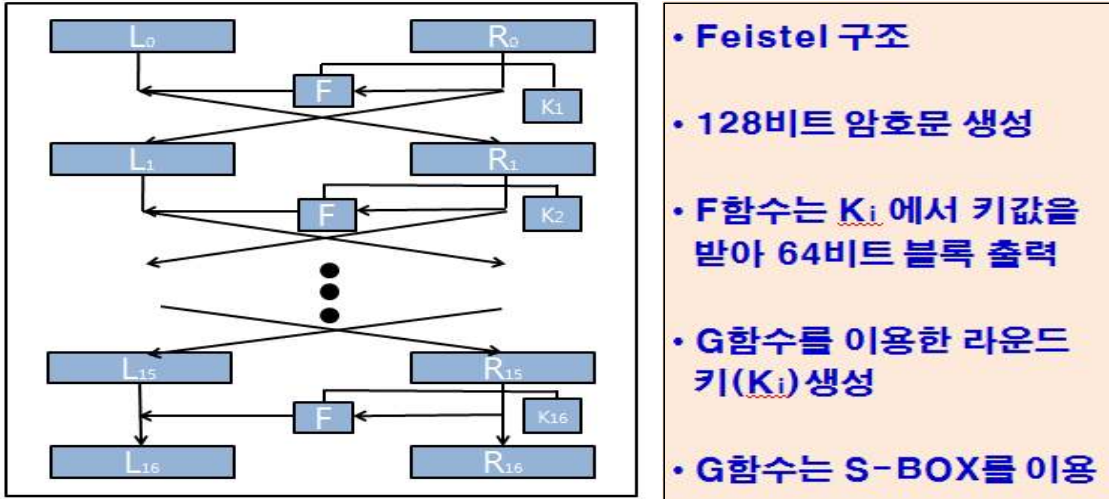 L₀ R₀
F
K₁
L₁ R₁
F
K₂
L₁₅ R₁₅
F
K₁₆
L₁₆ R₁₆
• Feistel 구조
• 128비트 암호문 생성
• F함수는 Kᵢ 에서 키값을
받아 64비트 블록 출력
• G함수를 이용한 라운드
키(Kᵢ)생성
• G함수는 S-BOX를 이용